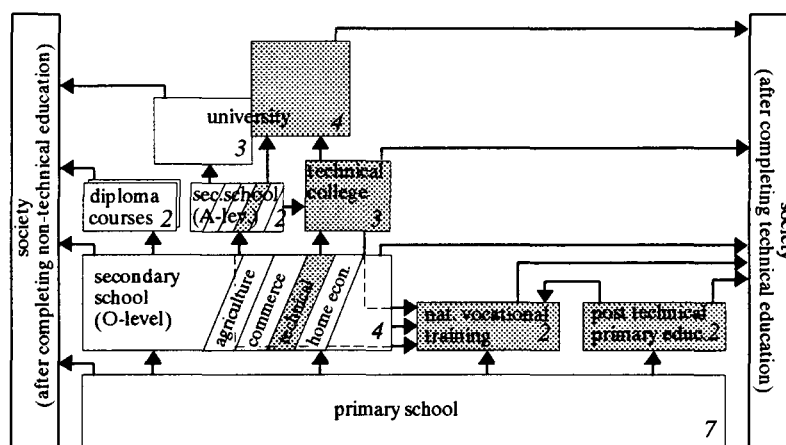 society
(after completing non-technical education)
university
3
4
diploma
courses 2
sec.school
(A-lev.) 2
technical
college
3
secondary
school
(O-level)
agriculture
commerce
technical
home econ.
4
nat. vocational
training 2
post technical
primary educ. 2
primary school
7
society
(after completing technical education)